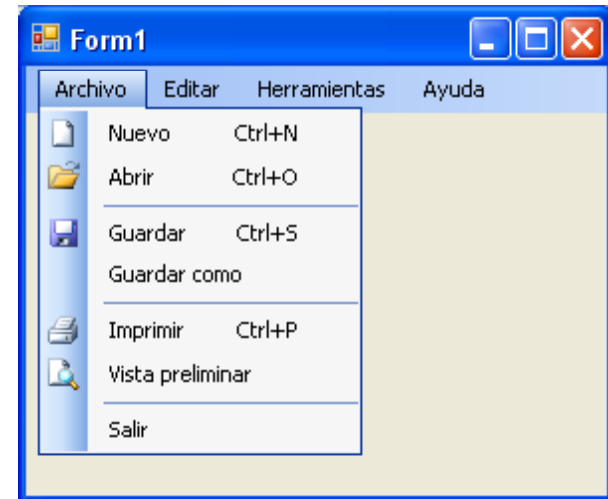 Form1
Archivo Editar Herramientas Ayuda
Nuevo Ctrl+N
Abrir Ctrl+O
Guardar Ctrl+S
Guardar como
Imprimir Ctrl+P
Vista preliminar
Salir